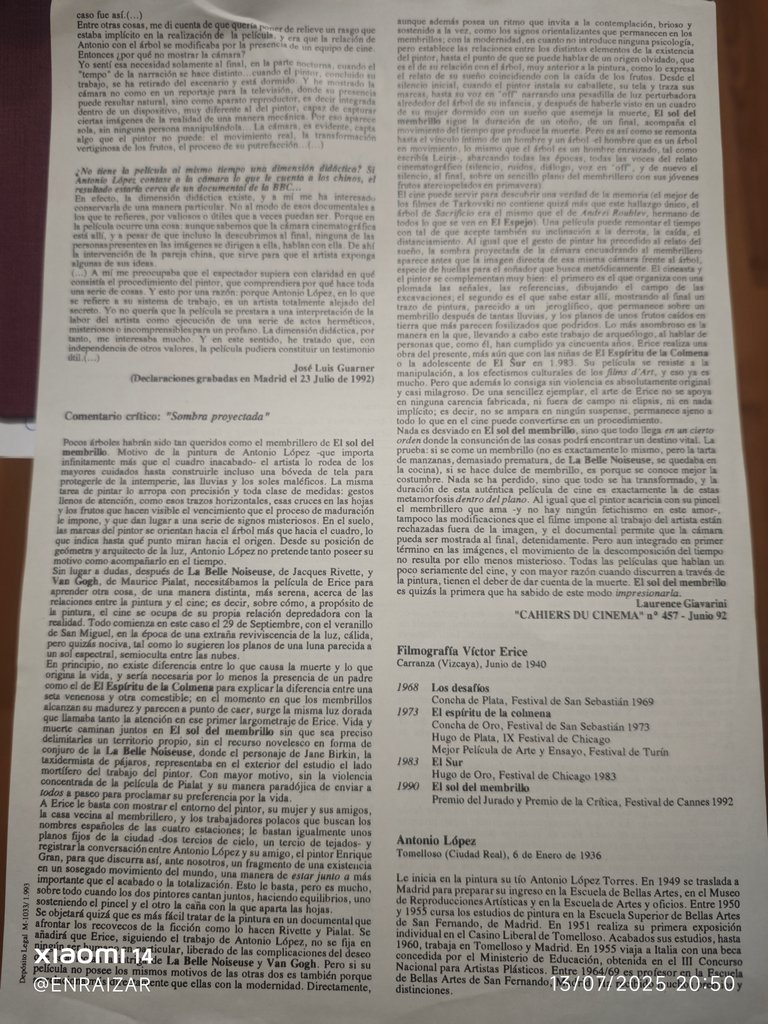 caso fue así.(...)
Entre otras cosas, me di cuenta de que quería poner de relieve un rasgo que
estaba implícito en la realización de la película, y era que la relación de
Antonio con el árbol se modificaba por la presencia de un equipo de cine.
Entonces ¿por qué no mostrar la cámara?
Yo sentí esa necesidad solamente al final, en la parte nocturna, cuando el
"tempo" de la narración se hace distinto...cuando el pintor, concluido su
trabajo, se ha retirado del escenario y está dormido. Y he mostrado la
cámara no como en un reportaje para la televisión, donde su presencia
puede resultar natural, sino como aparato reproductor, es decir integrada
dentro de un dispositivo, muy diferente al del pintor, capaz de capturar
ciertas imágenes de la realidad de una manera mecánica. Por eso aparece
sola, sin ninguna persona manipulándola... La cámara, es evidente, capta
algo que el pintor no puede: el movimiento real, la transformación
vertiginosa de los frutos, el proceso de su putrefacción...(...)
¿No tiene la película al mismo tiempo una dimensión didáctica? Si
Antonio López contase a la cámara lo que le cuenta a los chinos, el
resultado estaría cerca de un documental de la BBC...
En efecto, la dimensión didáctica existe, y a mí me ha interesado
conservarla de una manera particular. No al modo de esos documentales a
los que te refieres, por valiosos o útiles que a veces puedan ser. Porque en
la película ocurre una cosa: aunque sabemos que la cámara cinematográfica
está allí, y a pesar de que incluso la descubrimos al final, ninguna de las
personas presentes en las imágenes se dirigen a ella, hablan con ella. De ahí
la intervención de la pareja china, que sirve para que el artista exponga
algunas de sus ideas.
(...) A mí me preocupaba que el espectador supiera con claridad en qué
consistía el procedimiento del pintor, que comprendiera por qué hace toda
una serie de cosas. Y esto por una razón: porque Antonio López, en lo que
se refiere a su sistema de trabajo, es un artista totalmente alejado del
secreto. Yo no quería que la película se prestara a una interpretación de la
labor del artista como ejecución de una serie de actos herméticos,
misteriosos o incomprensibles para un profano. La dimensión didáctica, por
tanto, me interesaba mucho. Y en este sentido, he tratado que, con
independencia de otros valores, la película pudiera constituir un testimonio
útil.(...)
José Luis Guarner
(Declaraciones grabadas en Madrid el 23 Julio de 1992)
Comentario crítico: "Sombra proyectada"
Pocos árboles habrán sido tan queridos como el membrillero de El sol del
membrillo. Motivo de la pintura de Antonio López -que importa
infinitamente más que el cuadro inacabado- el artista lo rodea de los
mayores cuidados hasta construirle incluso una bóveda de tela para
protegerle de la intemperie, las lluvias y los soles maléficos. La misma
tarea de pintar lo arropa con precisión y toda clase de medidas: gestos
llenos de atención, como esos trazos horizontales, esas cruces en las hojas
y los frutos que hacen visible el vencimiento que el proceso de maduración
le impone, y que dan lugar a una serie de signos misteriosos. En el suelo,
las marcas del pintor se orientan hacia el árbol más que hacia el cuadro, lo
que indica hasta qué punto miran hacia el origen. Desde su posición de
geómetra y arquitecto de la luz, Antonio López no pretende tanto poseer su
motivo como acompañarlo en el tiempo.
Sin lugar a dudas, después de La Belle Noiseuse, de Jacques Rivette, y
Van Gogh, de Maurice Pialat, necesitábamos la película de Erice para
aprender otra cosa, de una manera distinta, más serena, acerca de las
relaciones entre la pintura y el cine; es decir, sobre cómo, a propósito de
la pintura, el cine se ocupa de su propia relación depredadora con la
realidad. Todo comienza en este caso el 29 de Septiembre, con el veranillo
de San Miguel, en la época de una extraña reviviscencia de la luz, cálida,
pero quizás nociva, tal como lo sugieren los planos de una luna parecida a
un sol espectral, semioculta entre las nubes.
En principio, no existe diferencia entre lo que causa la muerte y lo que
origina la vida, y sería necesaria por lo menos la presencia de un padre
como el de El Espíritu de la Colmena para explicar la diferencia entre una
seta venenosa y otra comestible; en el momento en que los membrillos
alcanzan su madurez y parecen a punto de caer, surge la misma luz dorada
que llamaba tanto la atención en ese primer largometraje de Erice. Vida y
muerte caminan juntos en El sol del membrillo sin que sea preciso
delimitarles un territorio propio, sin el recurso novelesco en forma de
conjuro de la La Belle Noiseuse, donde el personaje de Jane Birkin, la
taxidermista de pájaros, representaba en el exterior del estudio el lado
mortífero del trabajo del pintor. Con mayor motivo, sin la violencia
concentrada de la película de Pialat y su manera paradójica de enviar a
todos a paseo para proclamar su preferencia por la vida.
A Erice le basta con mostrar el entorno del pintor, su mujer y sus amigos,
la casa vecina al membrillero, y los trabajadores polacos que buscan los
nombres españoles de las cuatro estaciones; le bastan igualmente unos
planos fijos de la ciudad -dos tercios de cielo, un tercio de tejados- y
registrar la conversación entre Antonio López y su amigo, el pintor Enrique
Gran, para que discurra así, ante nosotros, un fragmento de una existencia
en un sosegado movimiento del mundo, una manera de estar junto a más
importante que el acabado o la totalización. Esto le basta, pero es mucho,
sobre todo cuando los dos pintores cantan juntos, haciendo equilibrios, uno
sosteniendo el pincel y el otro la caña con la que aparta las hojas.
Se objetará quizá que es más fácil tratar de la pintura en un documental que
afrontar los recovecos de la ficción como lo hacen Rivette y Pialat. Se
añadirá que Erice, siguiendo el trabajo de Antonio López, no se fija en
ningún ser humano en particular, liberado de las complicaciones del deseo
de La Belle Noiseuse y Van Gogh. Pero si su
película no posee los mismos motivos de las otras dos es también porque
directamente que ellas con la modernidad. Directamente,
Depósito Legal: M-1033/1.993
aunque además posea un ritmo que invita a la contemplación, brioso y
sostenido a la vez, como los signos orientalizantes que permanecen en los
membrillos; con la modernidad, en cuanto no introduce ninguna psicología,
pero establece las relaciones entre los distintos elementos de la existencia
del pintor, hasta el punto de que se puede hablar de un origen olvidado, que
es el de su relación con el árbol, muy anterior a la pintura, como lo expresa
el relato de su sueño coincidiendo con la caída de los frutos. Desde el
silencio inicial, cuando el pintor instala su caballete, su tela y traza sus
marcas, hasta su voz en "off" narrando una pesadilla de luz perturbadora
alrededor del árbol de su infancia, y después de haberle visto en un cuadro
de su mujer dormido con un sueño que asemeja la muerte, El sol del
membrillo sigue la duración de un otoño, de un final, acompaña el
movimiento del tiempo que produce la muerte. Pero es así como se remonta
hasta el vínculo íntimo de un hombre y un árbol -el hombre es que es un árbol
en movimiento, lo mismo que el árbol es un hombre enraizado, tal como
escribía Leiris-, abarcando todas las épocas, todas las voces del relato
cinematográfico (silencio, ruidos, diálogo, voz en "off", y de nuevo el
silencio, al final, sobre un sencillo plano del membrillero con sus jóvenes
frutos aterciopelados en primavera)
El cine puede servir para descubrir una verdad de la memoria (el mejor de
los filmes de Tarkovski no contiene quizá más que este hallazgo único, el
árbol de Sacrificio era el mismo que el de Andrei Roublev, hermano de
todos lo que se ven en El Espejo). Una película puede remontar el tiempo
con tal de que acepte también su inclinación a la derrota, la caída, el
distanciamiento. Al igual que el gesto de pintar ha precedido al relato del
sueño, la sombra proyectada de la cámara encuadrando al membrillero
aparece antes que la imagen directa de esa misma cámara frente al árbol,
especie de huellas para el soñador que busca metódicamente. El cineasta y
el pintor se complementan muy bien: el primero es el que organiza con una
plomada las señales, las referencias, dibujando el campo de las
excavaciones; el segundo es el que sabe estar allí, mostrando al final un
trazo de pintura, parecido a un jeroglífico, que permanece sobre un
membrillo después de tantas lluvias, y los planos de unos frutos caídos en
tierra que más parecen fosilizados que podridos. Lo más asombroso es la
manera en la que, llevando a cabo este trabajo de arqueólogo, al hablar de
personas que, como él, han cumplido ya cincuenta años, Erice realiza una
obra del presente, más aún que con las niñas de El Espíritu de la Colmena
o la adolescente de El Sur en 1.983. Su película se resiste a la
manipulación, a los efectismos culturales de los films d'Art, y eso ya es
mucho. Pero que además lo consiga sin violencia es absolutamente original
y casi milagroso. De una sencillez ejemplar, el arte de Erice no se apoya
en ninguna carencia fabricada, ni fuera de campo ni elipsis, ni en nada
implícito; es decir, no se ampara en ningún suspense, permanece ajeno a
todo lo que en el cine puede convertirse en un procedimiento.
Nada es desviado en El sol del membrillo, sino que todo llega en un cierto
orden donde la consunción de las cosas podrá encontrar un destino vital. La
prueba: si se come un membrillo (no es exactamente lo mismo, pero la tarta
de manzanas, demasiado prematura, de La Belle Noiseuse, se quedaba en
la cocina), si se hace dulce de membrillo, es porque se conoce mejor la
costumbre. Nada se ha perdido, sino que todo se ha transformado, y la
duración de esta auténtica película de cine es exactamente la de estas
metamorfosis dentro del plano. Al igual que el pintor acaricia con su pincel
el membrillero que ama -y no hay ningún fetichismo en este amor-,
tampoco las modificaciones que el filme impone al trabajo del artista están
rechazadas fuera de la imagen, y el documental permite que la cámara
pueda ser mostrada al final, detenidamente. Pero un integrado en primer
término en las imágenes, el movimiento de la descomposición del tiempo
no resulta por ello menos misterioso. Todas las películas que hablan un
poco seriamente del cine, y con mayor razón cuando discurren a través de
la pintura, tienen el deber de dar cuenta de la muerte. El sol del membrillo
es quizás la primera que ha sabido de este modo impresionarla.
Laurence Giavarini
"CAHIERS DU CINEMA" nº 457 - Junio 92
Filmografía Víctor Erice
Carranza (Vizcaya), Junio de 1940
1968 Los desafíos
Concha de Plata, Festival de San Sebastián 1969
1973 El espíritu de la colmena
Concha de Oro, Festival de San Sebastián 1973
Hugo de Plata, IX Festival de Chicago
Mejor Película de Arte y Ensayo, Festival de Turín
1983 El Sur
Hugo de Oro, Festival de Chicago 1983
1990 El sol del membrillo
Premio del Jurado y Premio de la Crítica, Festival de Cannes 1992
Antonio López
Tomelloso (Ciudad Real), 6 de Enero de 1936
Le inicia en la pintura su tío Antonio López Torres. En 1949 se traslada a
Madrid para preparar su ingreso en la Escuela de Bellas Artes, en el Museo
de Reproducciones Artísticas y en la Escuela de Artes y oficios. Entre 1950
y 1955 cursa los estudios de pintura en la Escuela Superior de Bellas Artes
de San Fernando, de Madrid. En 1951 realiza su primera exposición
individual en el Casino Liberal de Tomelloso. Acabados sus estudios, hasta
1960, trabaja en Tomelloso y Madrid. En 1955 viaja a Italia con una beca
concedida por el Ministerio de Educación, obtenida en el III Concurso
Nacional para Artistas Plásticos. Entre 1964/69 es profesor en la Escuela
de Bellas Artes de San Fernando, Madrid
distinciones.
xiaomi 14
@ENRAIZAR
13/07/2025 20:50